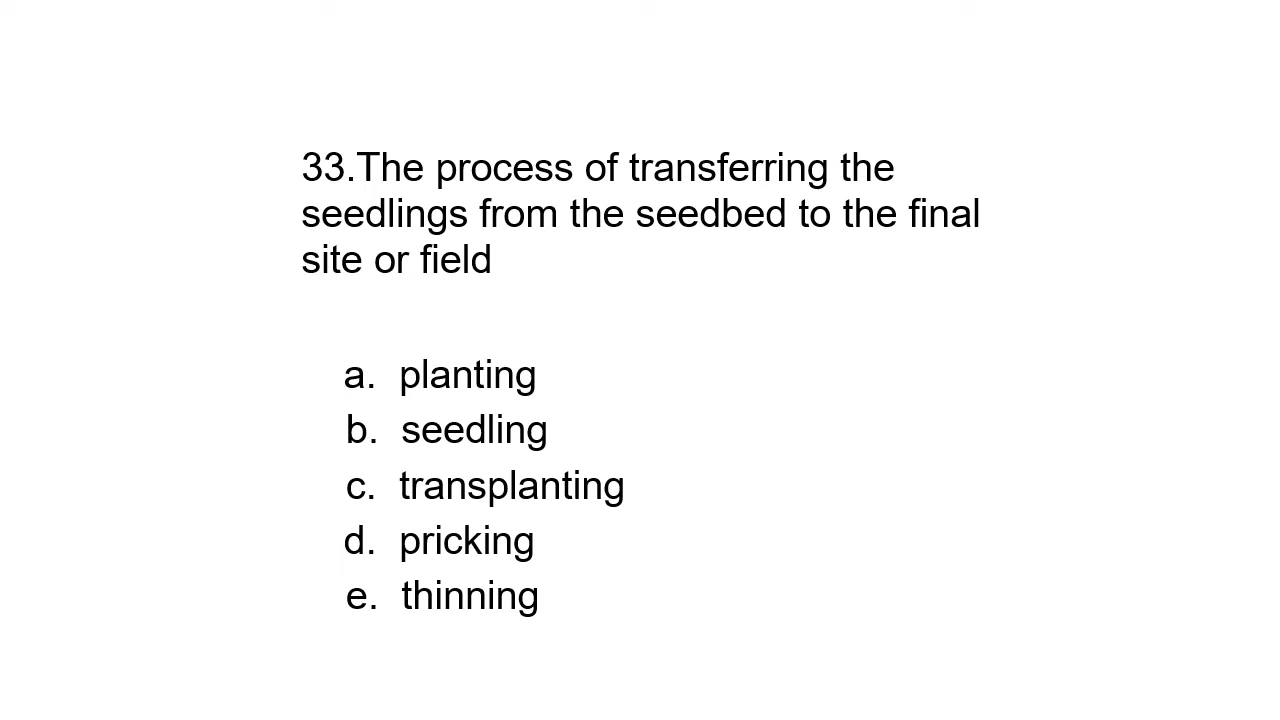 33.The process of transferring the
seedlings from the seedbed to the final
site or field
a. planting
b. seedling
c. transplanting
d. pricking
e. thinning